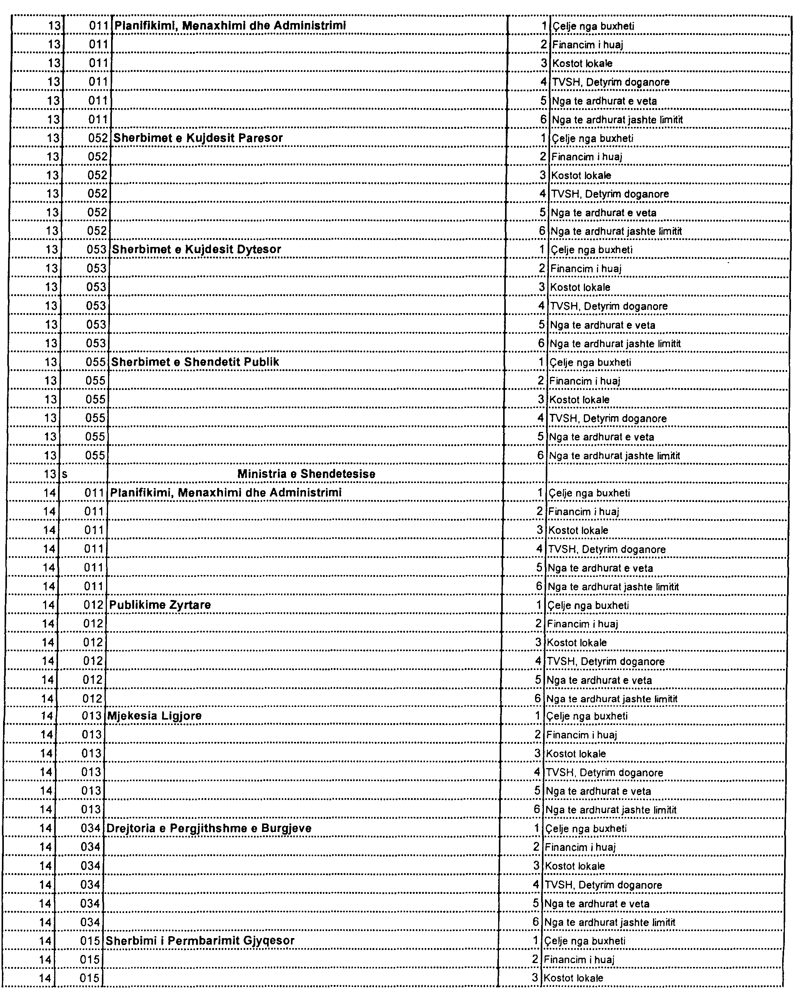 13 011 Planifikimi, Menaxhimi dhe Administrimi 1 Çelje nga buxheti
13 011 2 Financim i huaj
13 011 3 Kostot lokale
13 011 4 TVSH, Detyrim doganore
13 011 5 Nga te ardhurat e veta
13 011 6 Nga te ardhurat jashte limitit
13 052 Sherbimet e Kujdesit Paresor 1 Çelje nga buxheti
13 052 2 Financim i huaj
13 052 3 Kostot lokale
13 052 4 TVSH, Detyrim doganore
13 052 5 Nga te ardhurat e veta
13 052 6 Nga te ardhurat jashte limitit
13 053 Sherbimet e Kujdesit Dytesor 1 Çelje nga buxheti
13 053 2 Financim i huaj
13 053 3 Kostot lokale
13 053 4 TVSH, Detyrim doganore
13 053 5 Nga te ardhurat e veta
13 053 6 Nga te ardhurat jashte limitit
13 055 Sherbimet e Shendetit Publik 1 Çelje nga buxheti
13 055 2 Financim i huaj
13 055 3 Kostot lokale
13 055 4 TVSH, Detyrim doganore
13 055 5 Nga te ardhurat e veta
13 055 6 Nga te ardhurat jashte limitit
13 s Ministria e Shendetesise
14 011 Planifikimi, Menaxhimi dhe Administrimi 1 Çelje nga buxheti
14 011 2 Financim i huaj
14 011 3 Kostot lokale
14 011 4 TVSH, Detyrim doganore
14 011 5 Nga te ardhurat e veta
14 011 6 Nga te ardhurat jashte limitit
14 012 Publikime Zyrtare 1 Çelje nga buxheti
14 012 2 Financim i huaj
14 012 3 Kostot lokale
14 012 4 TVSH, Detyrim doganore
14 012 5 Nga te ardhurat e veta
14 012 6 Nga te ardhurat jashte limitit
14 013 Mjekesia Ligjore 1 Çelje nga buxheti
14 013 2 Financim i huaj
14 013 3 Kostot lokale
14 013 4 TVSH, Detyrim doganore
14 013 5 Nga te ardhurat e veta
14 013 6 Nga te ardhurat jashte limitit
14 034 Drejtoria e Pergjithshme e Burgjeve 1 Çelje nga buxheti
14 034 2 Financim i huaj
14 034 3 Kostot lokale
14 034 4 TVSH, Detyrim doganore
14 034 5 Nga te ardhurat e veta
14 034 6 Nga te ardhurat jashte limitit
14 015 Sherbimi i Permbarimit Gjyqesor 1 Çelje nga buxheti
14 015 2 Financim i huaj
14 015 3 Kostot lokale